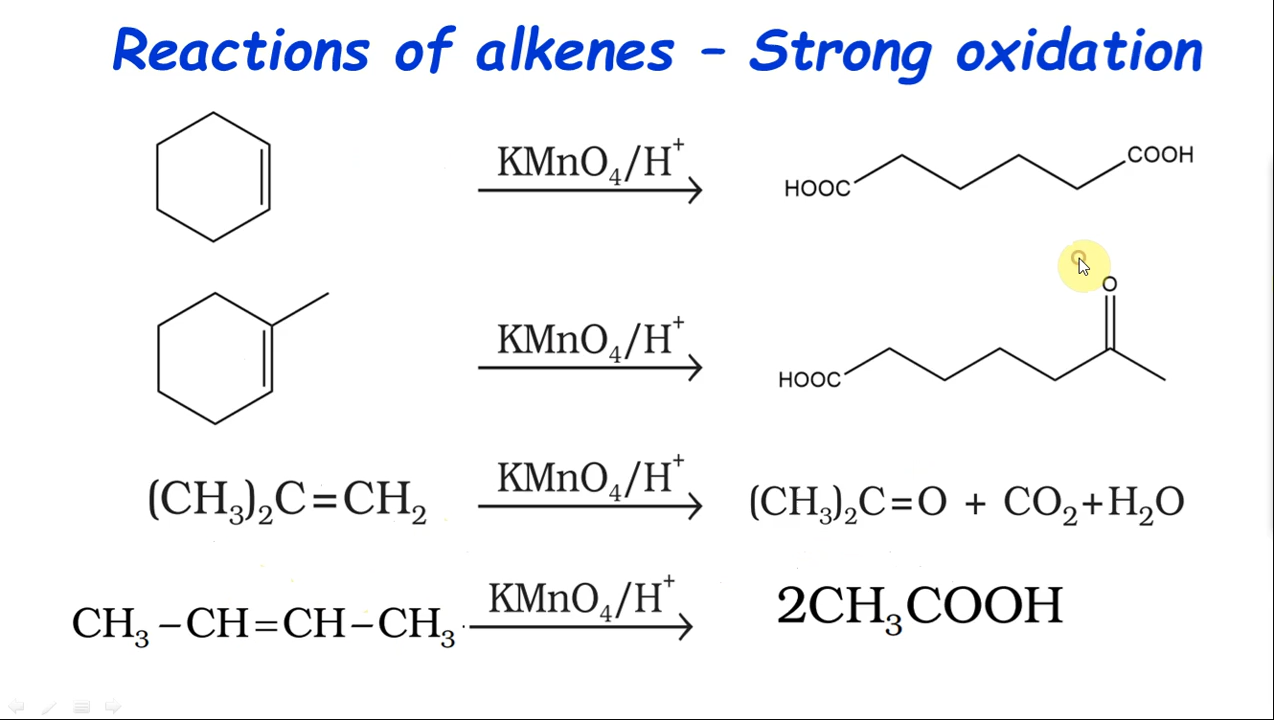 Reactions of alkenes – Strong oxidation
KMnO₄/H⁺
HOOC COOH
O
KMnO₄/H⁺
HOOC
(CH₃)₂C=CH₂ KMnO₄/H⁺ (CH₃)₂C=O + CO₂+H₂O
CH₃–CH=CH–CH₃ KMnO₄/H⁺ 2CH₃COOH